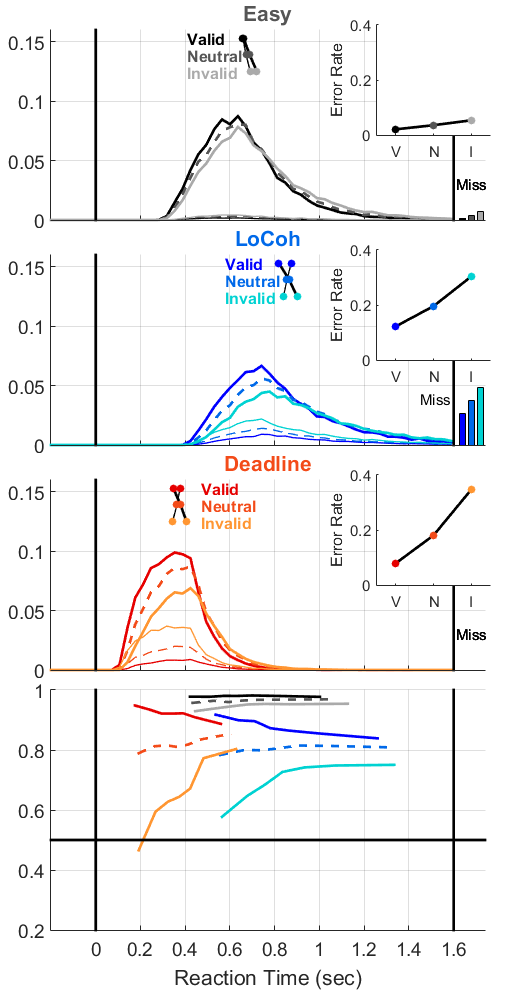 Easy
0.15
0.1
0.05
0
Valid
Neutral
Invalid
Error Rate
0.4
0.2
0
V N I
Miss
LoCoh
0.15
0.1
0.05
0
Valid
Neutral
Invalid
Error Rate
0.4
0.2
0
V N I
Miss
Deadline
0.15
0.1
0.05
0
Valid
Neutral
Invalid
Error Rate
0.4
0.2
0
V N I
Miss
1
0.8
0.6
0.4
0.2
0 0.2 0.4 0.6 0.8 1 1.2 1.4 1.6
Reaction Time (sec)